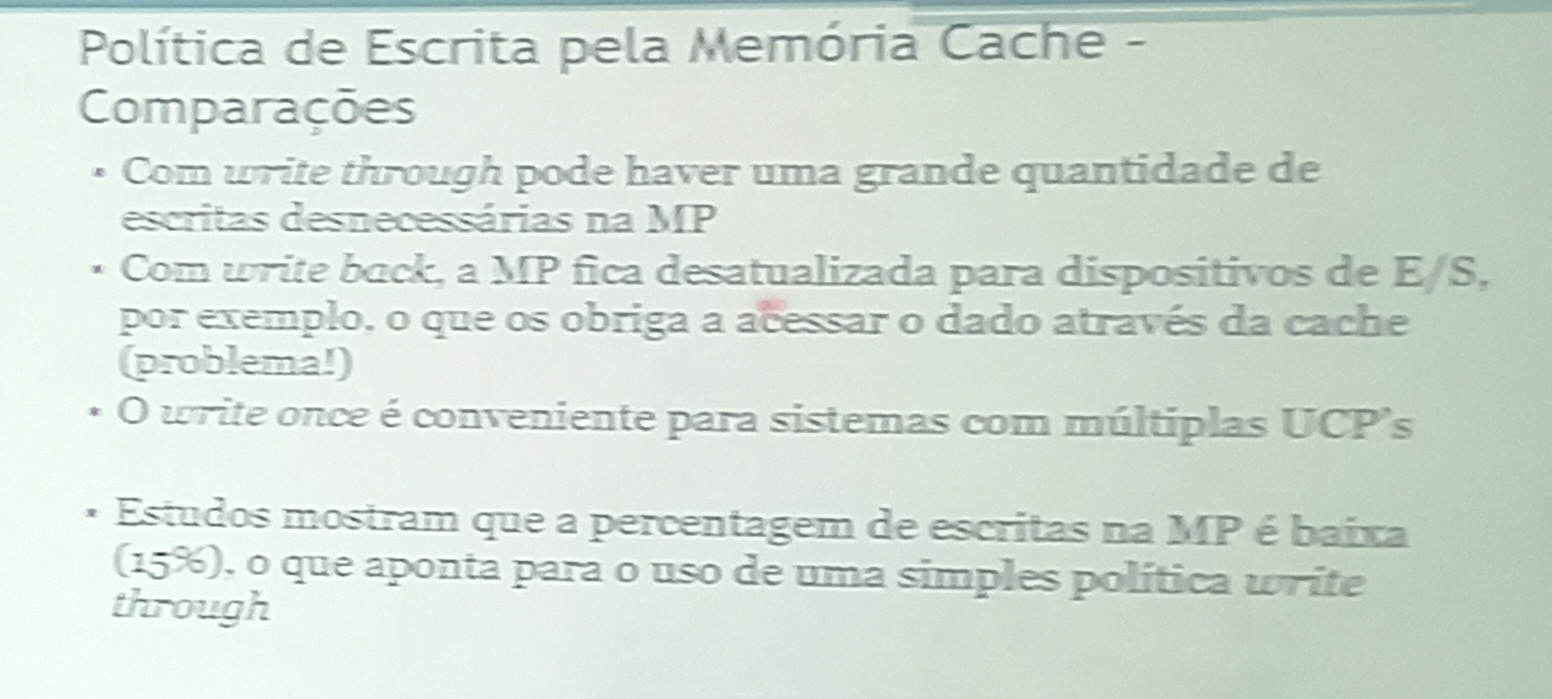 Política de Escrita pela Memória Cache -
Comparações
• Com write through pode haver uma grande quantidade de
escritas desnecessárias na MP
• Com write back, a MP fica desatualizada para dispositivos de E/S,
por exemplo, o que os obriga a acessar o dado através da cache
(problema!)
• O write once é conveniente para sistemas com múltiplas UCP's
• Estudos mostram que a percentagem de escritas na MP é baixa
(15%), o que aponta para o uso de uma simples política write
through